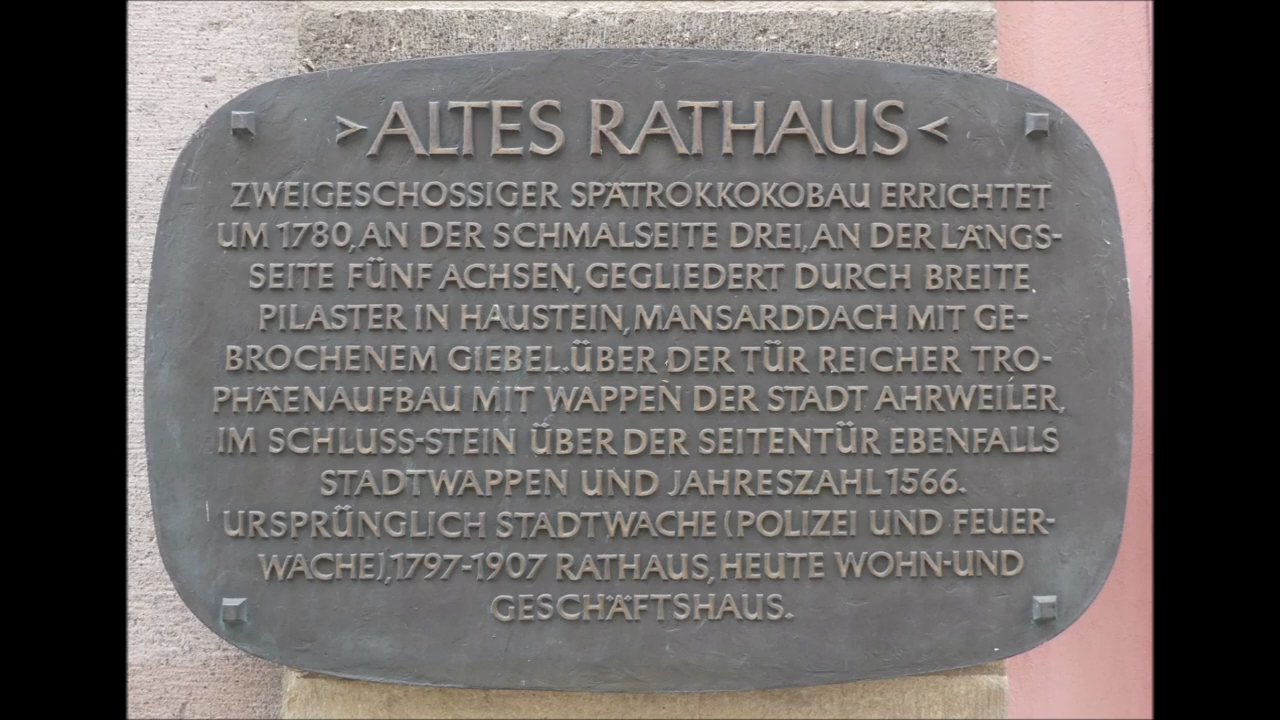 >ALTES RATHAUS<
ZWEIGESCHOSSIGER SPÄTROKKOKOBAU ERRICHTET
UM 1780, AN DER SCHMALSEITE DREI, AN DER LÄNGS-
SEITE FÜNF ACHSEN, GEGLIEDERT DURCH BREITE
PILASTER IN HAUSTEIN, MANSARDDACH MIT GE-
BROCHENEM GIEBEL. ÜBER DER TÜR REICHER TRO-
PHÄENAUFBAU MIT WAPPEN DER STADT AHRWEILER,
IM SCHLUSS-STEIN ÜBER DER SEITENTÜR EBENFALLS
STADTWAPPEN UND JAHRESZAHL 1566.
URSPRÜNGLICH STADTWACHE (POLIZEI UND FEUER-
WACHE), 1797-1907 RATHAUS, HEUTE WOHN-UND
GESCHÄFTSHAUS.